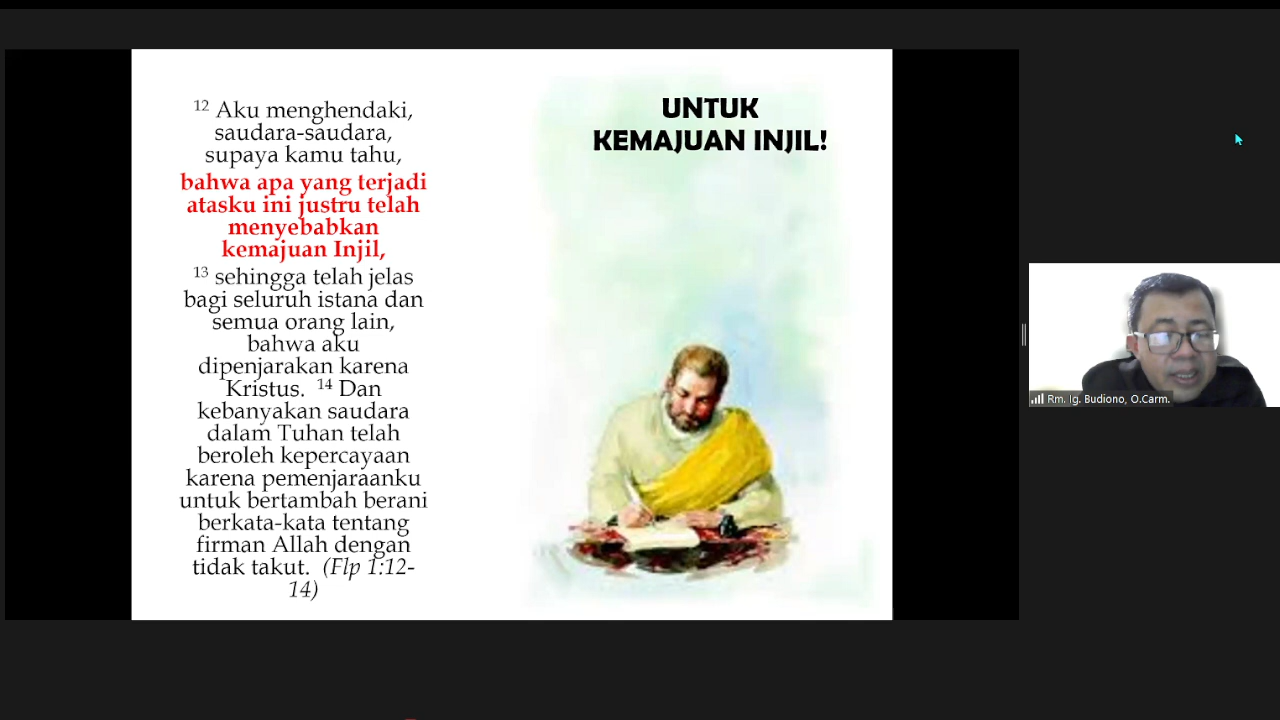 12 Aku menghendaki,
saudara-saudara,
supaya kamu tahu,
bahwa apa yang terjadi
atasku ini justru telah
menyebabkan
kemajuan Injil,
13 sehingga telah jelas
bagi seluruh istana dan
semua orang lain,
bahwa aku
dipenjarakan karena
Kristus. 14 Dan
kebanyakan saudara
dalam Tuhan telah
beroleh kepercayaan
karena pemenjaraanku
untuk bertambah berani
berkata-kata tentang
firman Allah dengan
tidak takut. (Flp 1:12-
14)
UNTUK
KEMAJUAN INJIL!
Rm. Ig. Budiono, O.Carm.